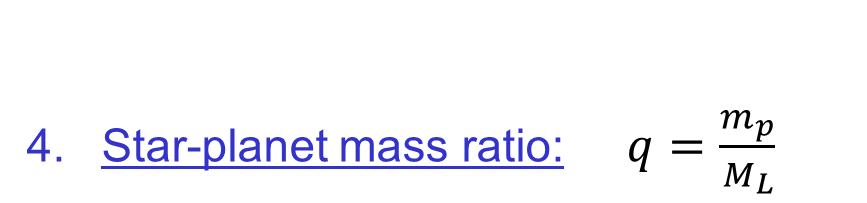 4. Star-planet mass ratio: q = m_p / M_L